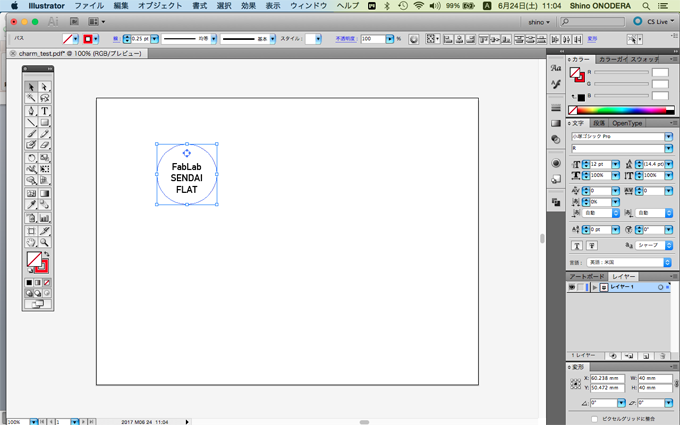 Illustrator ファイル 編集 オブジェクト 書式 選択 効果 表示 ウィンドウ ヘルプ 99% 6月24日(土) 11:04 Shino ONODERA
Ai Br shino CS Live
パス 線: 0.25 pt 均等 基本 スタイル: 不透明度: 100 % 変形
charm_test.pdf* @ 100% (RGB/プレビュー)
FabLab
SENDAI
FLAT
カラー カラーガイド スウォッチ
R
G
B
文字 段落 OpenType
小塚ゴシック Pro
R
12 pt (14.4 pt)
100% 100%
0 0
0%
自動 自動
0 pt 0°
T T aa シャープ
言語: 英語:米国
アートボード レイヤー
レイヤー 1
1 レイヤー
変形
X: 60.238 mm W: 40 mm
Y: 50.472 mm H: 40 mm
0° 0°
ピクセルグリッドに整合
100% 1 2017 M06 24 11:04